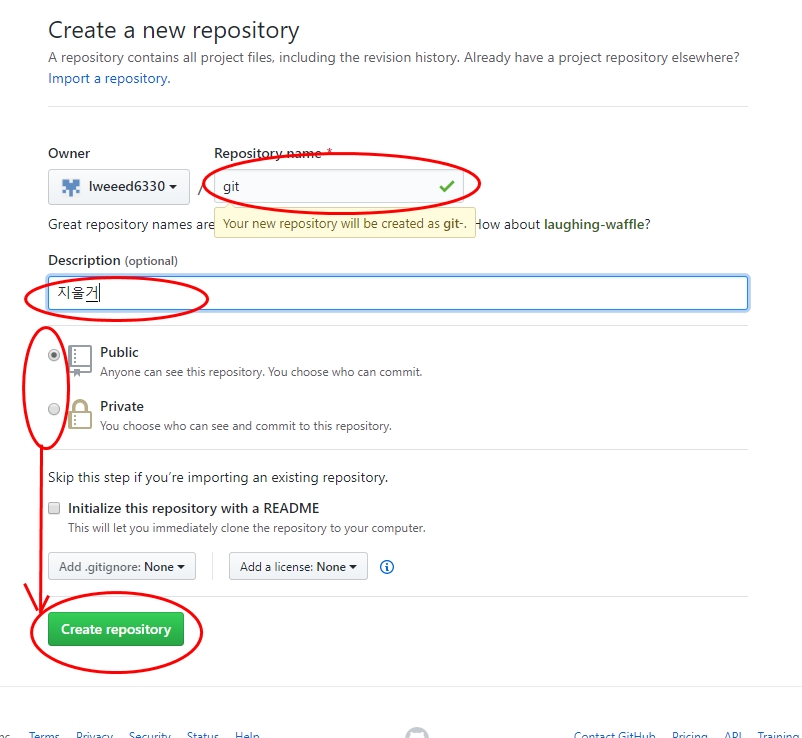 Create a new repository
A repository contains all project files, including the revision history. Already have a project repository elsewhere?
Import a repository.
Owner
Repository name *
lweeed6330 / git
Your new repository will be created as git-.
Great repository names are How about laughing-waffle?
Description (optional)
지울거
Public
Anyone can see this repository. You choose who can commit.
Private
You choose who can see and commit to this repository.
Skip this step if you're importing an existing repository.
Initialize this repository with a README
This will let you immediately clone the repository to your computer.
Add .gitignore: None Add a license: None
Create repository
Terms Privacy Security Status Help Contact GitHub Pricing API Training